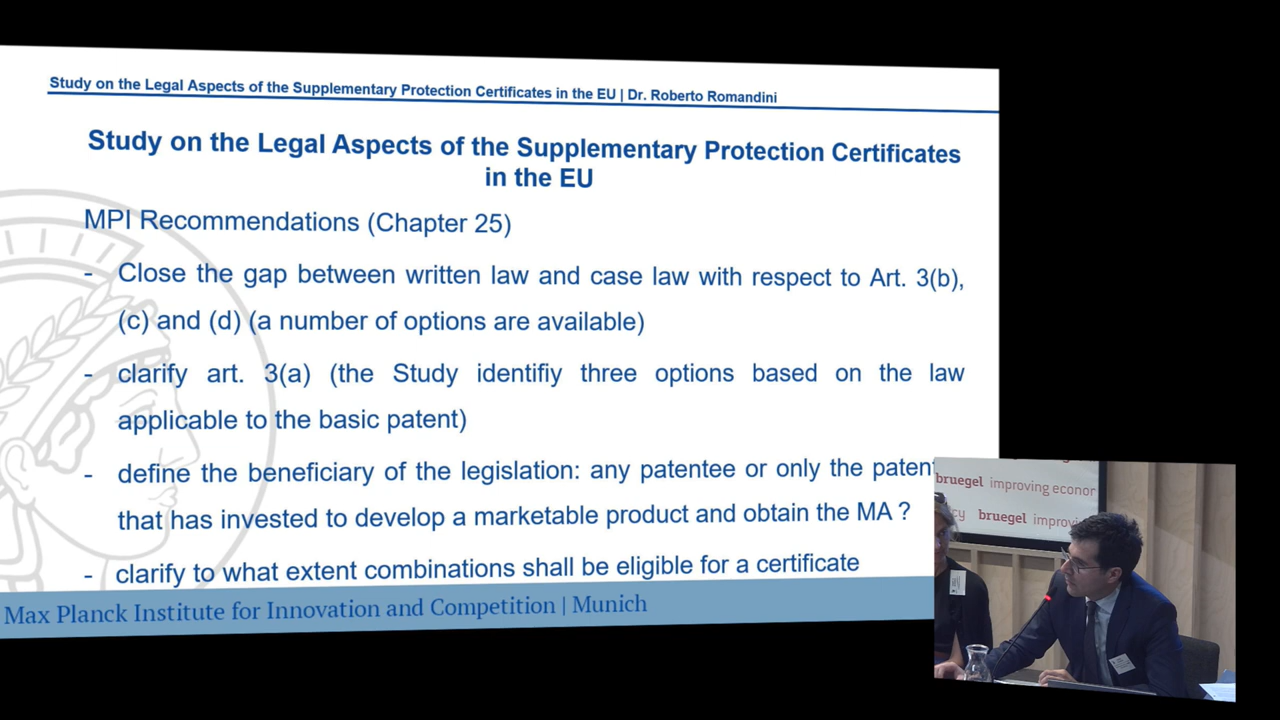 Study on the Legal Aspects of the Supplementary Protection Certificates in the EU | Dr. Roberto Romandini
Study on the Legal Aspects of the Supplementary Protection Certificates
in the EU
MPI Recommendations (Chapter 25)
- Close the gap between written law and case law with respect to Art. 3(b),
(c) and (d) (a number of options are available)
- clarify art. 3(a) (the Study identifiy three options based on the law
applicable to the basic patent)
- define the beneficiary of the legislation: any patentee or only the paten
that has invested to develop a marketable product and obtain the MA ?
- clarify to what extent combinations shall be eligible for a certificate
Max Planck Institute for Innovation and Competition | Munich
bruegel improving econor
cy bruegel improvi